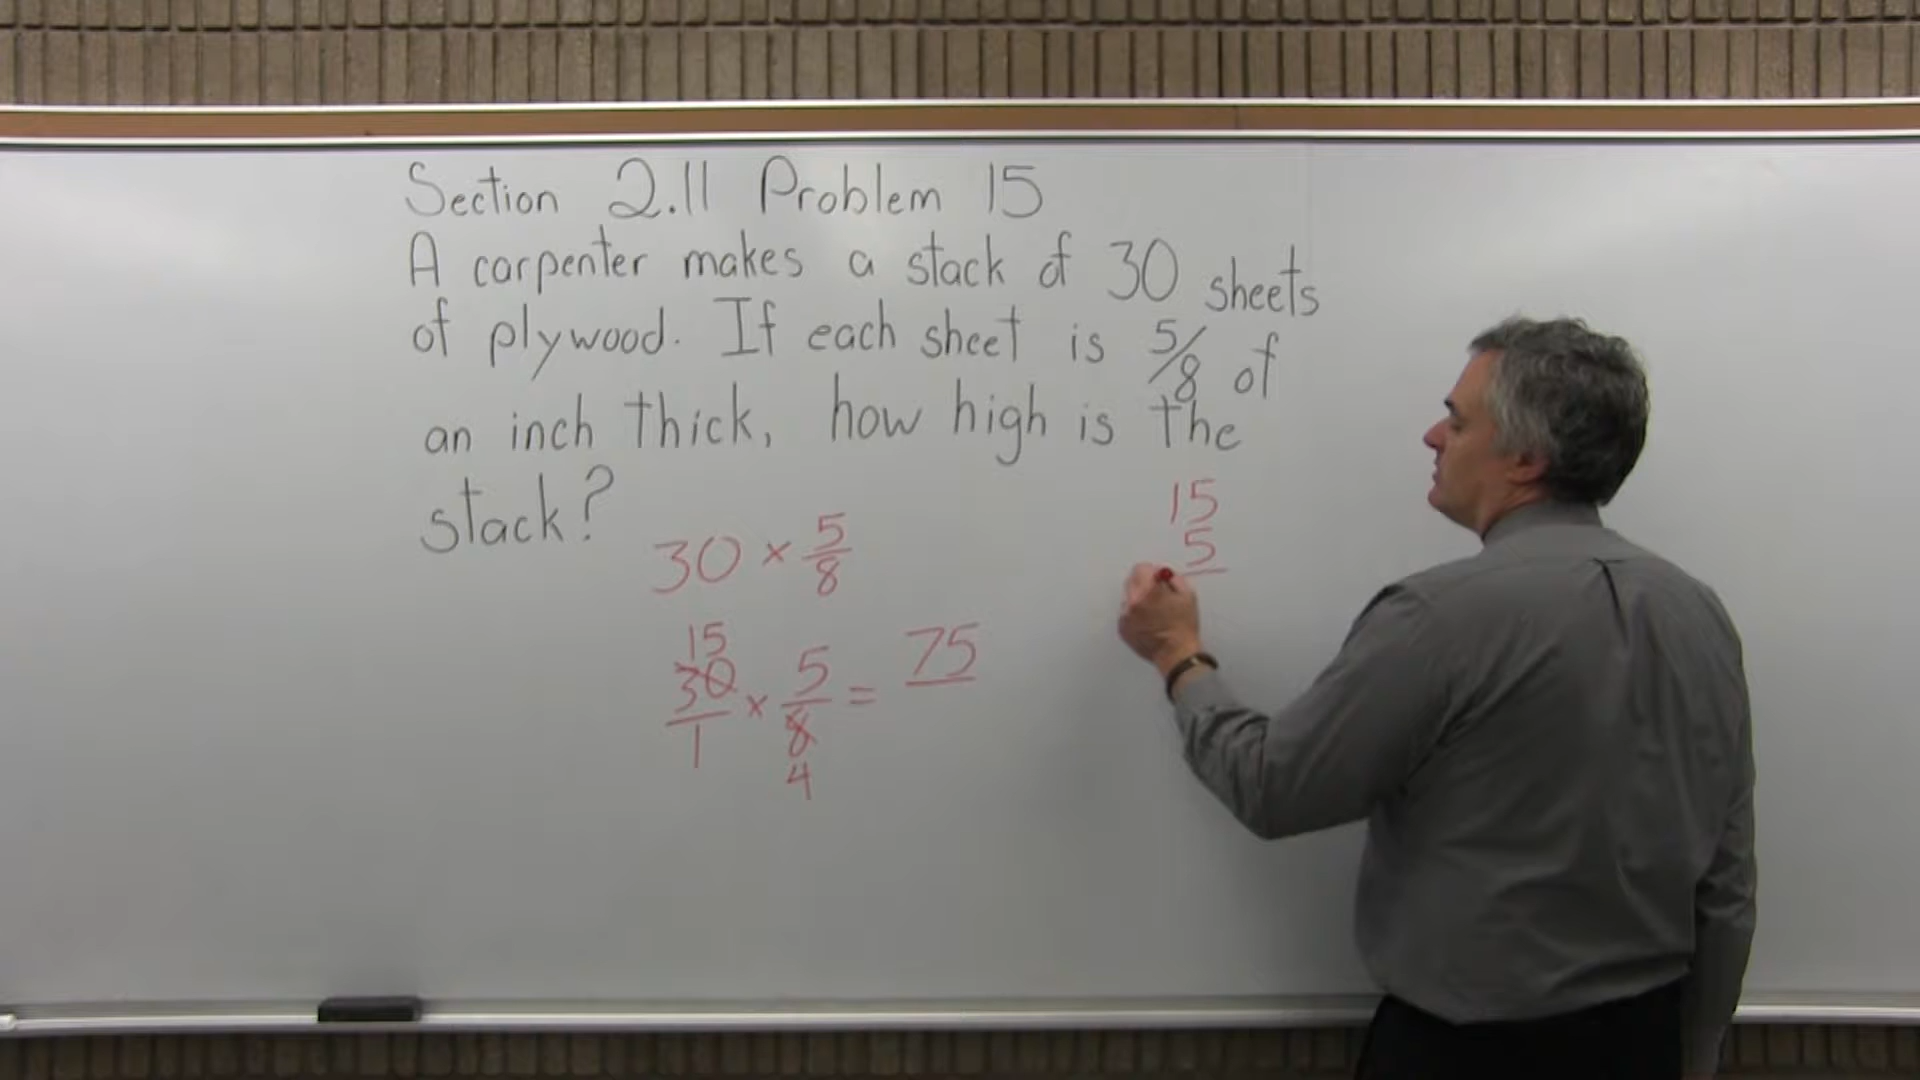 Section 2.11 Problem 15
A carpenter makes a stack of 30 sheets
of plywood. If each sheet is 5/8 of
an inch thick, how high is the
stack?
30 × 5/8
15
30/1 × 5/8 = 75
4
15
5